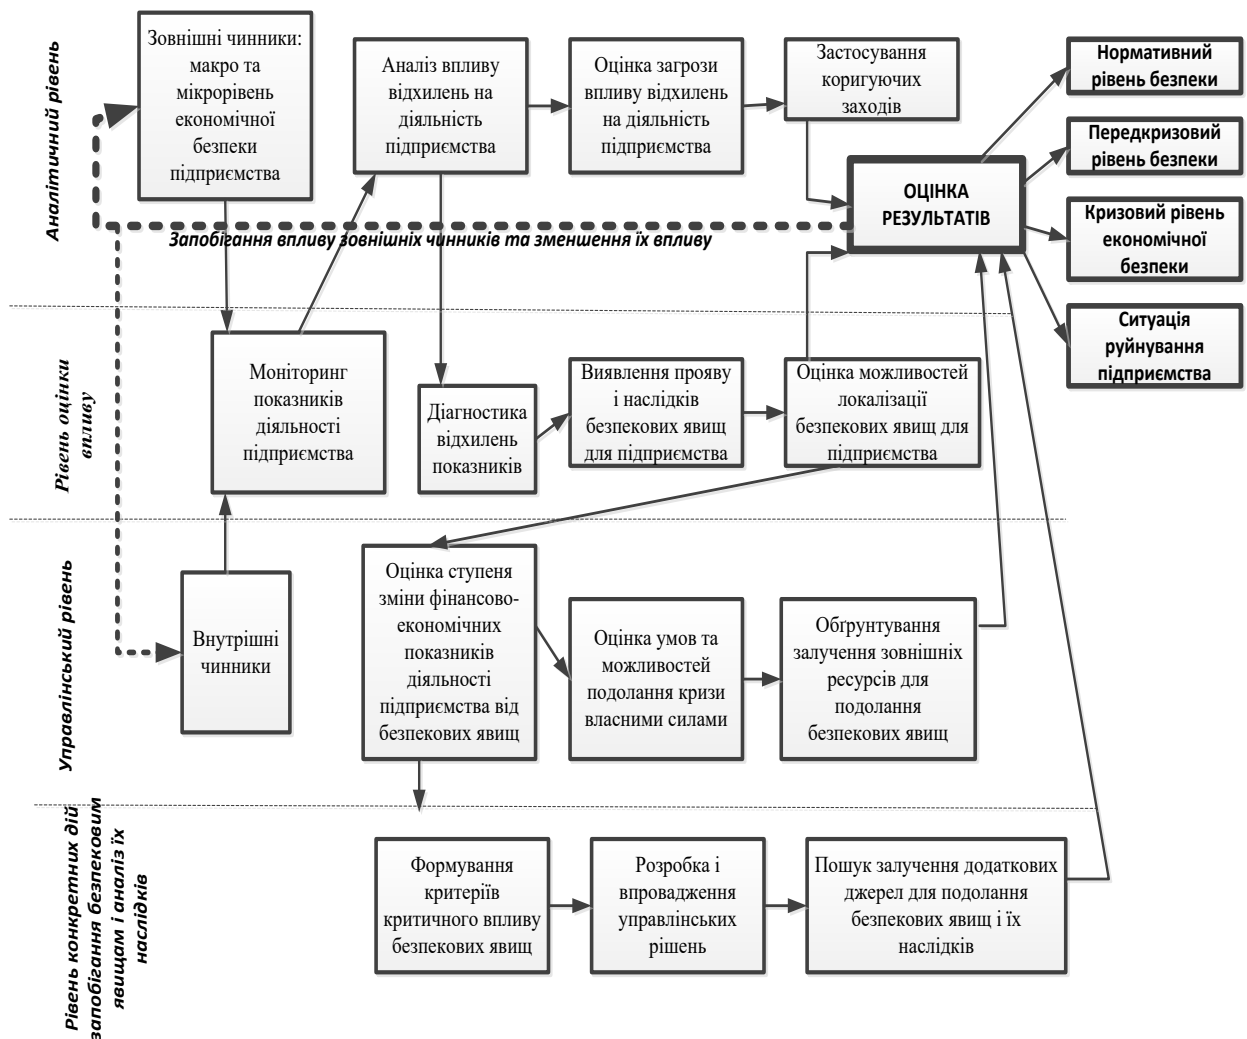 Аналітичний рівень
Зовнішні чинники:
макро та
мікрорівень
економічної
безпеки
підприємства
Аналіз впливу
відхилень на
діяльність
підприємства
Оцінка загрози
впливу відхилень
на діяльність
підприємства
Застосування
коригуючих
заходів
ОЦІНКА
РЕЗУЛЬТАТІВ
Нормативний
рівень безпеки
Передкризовий
рівень безпеки
Кризовий рівень
економічної
безпеки
Ситуація
руйнування
підприємства
Запобігання впливу зовнішніх чинників та зменшення їх впливу
Рівень оцінки
впливу
Моніторинг
показників
діяльності
підприємства
Діагностика
відхилень
показників
Виявлення прояву
і наслідків
безпекових явищ
для підприємства
Оцінка можливостей
локалізації
безпекових явищ для
підприємства
Управлінський рівень
Внутрішні
чинники
Оцінка ступеня
зміни фінансово-
економічних
показників
діяльності
підприємства від
безпекових явищ
Оцінка умов та
можливостей
подолання кризи
власними силами
Обґрунтування
залучення зовнішніх
ресурсів для
подолання
безпекових явищ
Рівень конкретних дій
запобігання безпековим
явищам і аналіз їх
наслідків
Формування
критеріїв
критичного впливу
безпекових явищ
Розробка і
впровадження
управлінських
рішень
Пошук залучення додаткових
джерел для подолання
безпекових явищ і їх
наслідків